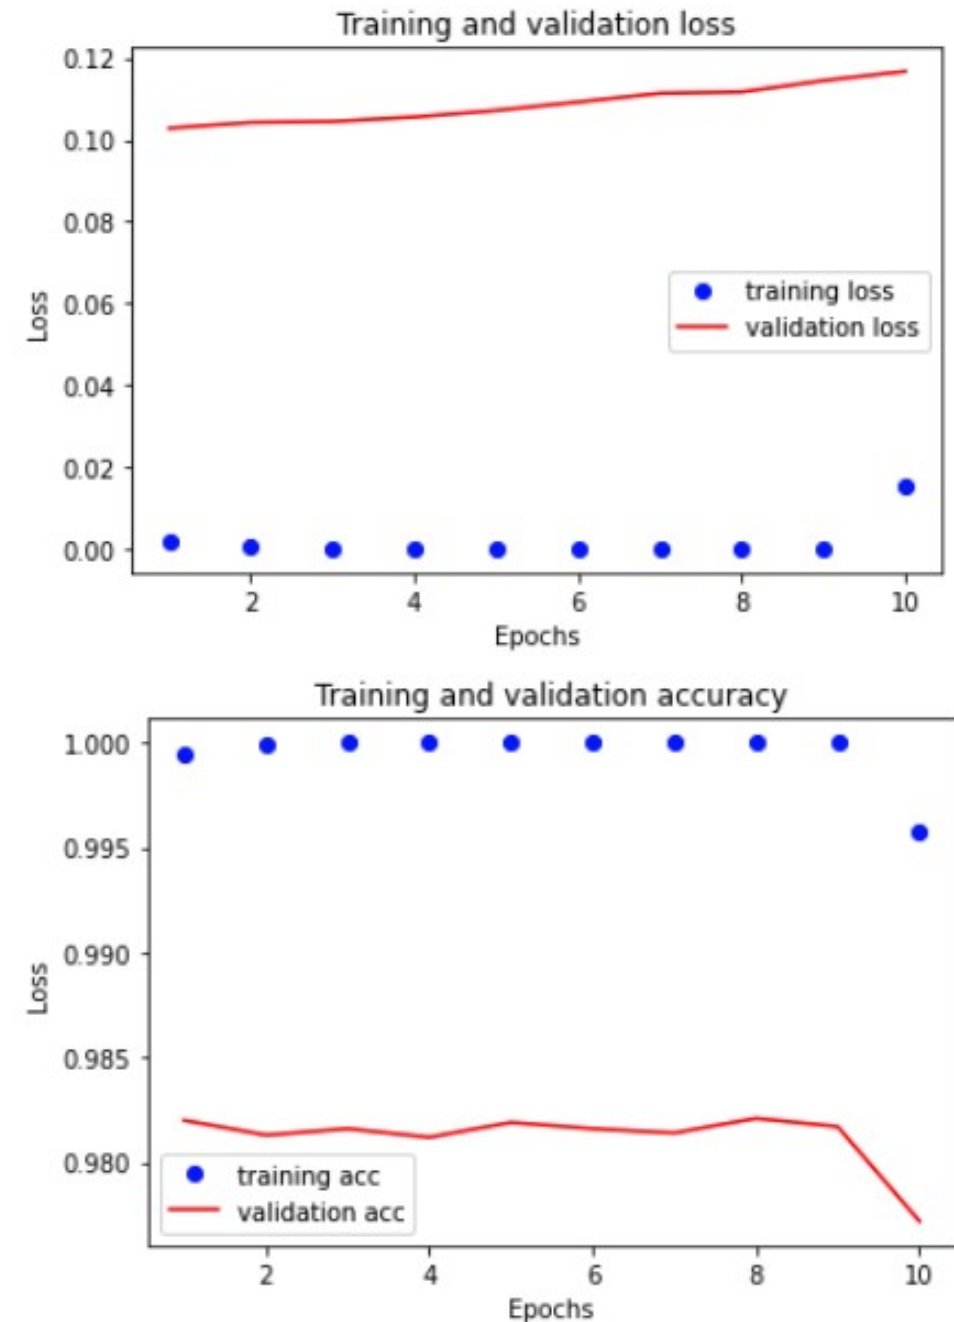 Training and validation loss
0.12
0.10
0.08
0.06
0.04
0.02
0.00
Loss
training loss
validation loss
2 4 6 8 10
Epochs
Training and validation accuracy
1.000
0.995
0.990
0.985
0.980
Loss
training acc
validation acc
2 4 6 8 10
Epochs